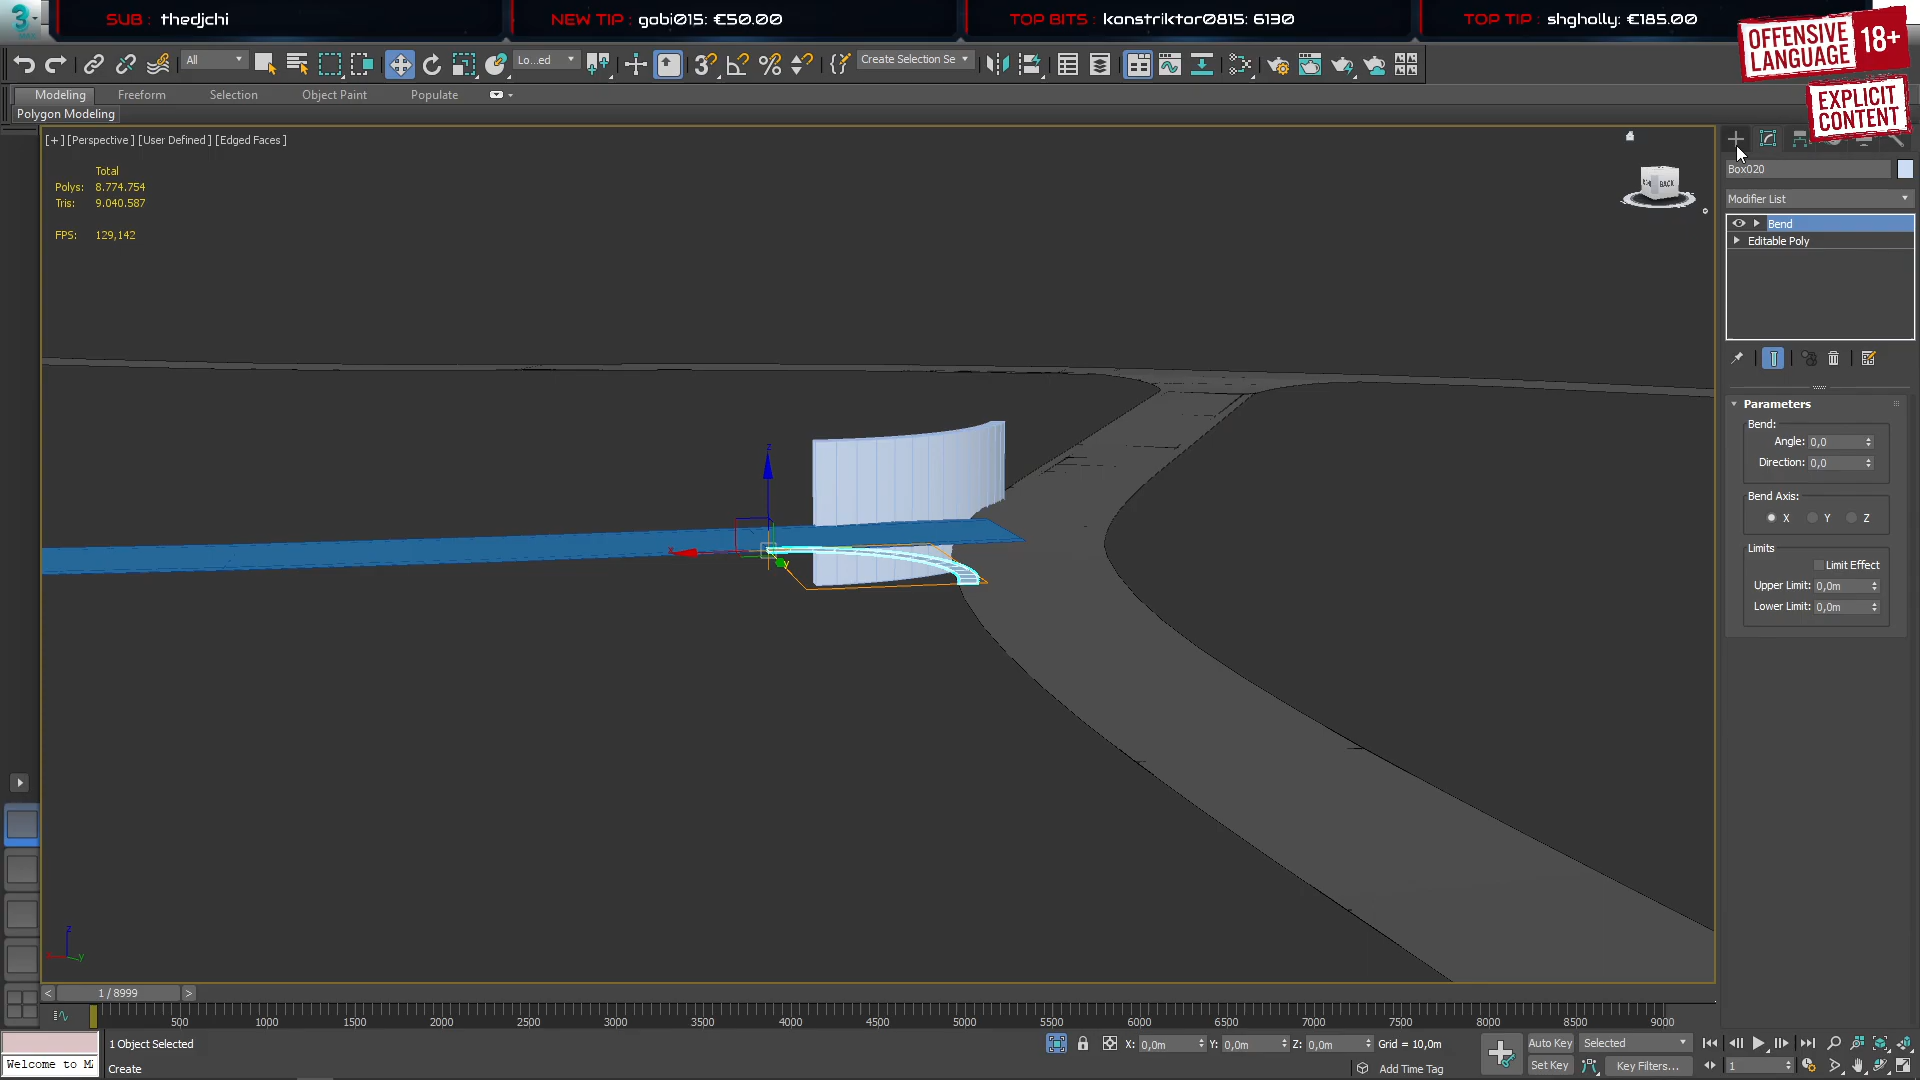 SUB : thedjchi
NEW TIP : gabi015: €50.00
TOP BITS : konstriktor0815: 6130
TOP TIP : shgholly: €185.00
OFFENSIVE
LANGUAGE
18+
EXPLICIT
CONTENT
All
Lo...ed
Create Selection Se
Modeling
Freeform
Selection
Object Paint
Populate
Polygon Modeling
[+] [Perspective] [User Defined] [Edged Faces]
Total
Polys: 8.774.754
Tris: 9.040.587
FPS: 129,142
BACK
Box020
Modifier List
Bend
Editable Poly
Parameters
Bend:
Angle: 0,0
Direction: 0,0
Bend Axis:
X Y Z
Limits
Limit Effect
Upper Limit: 0,0m
Lower Limit: 0,0m
z
x
y
z
y
< 1 / 8999 >
500 1000 1500 2000 2500 3000 3500 4000 4500 5000 5500 6000 6500 7000 7500 8000 8500 9000
1 Object Selected
X: 0,0m Y: 0,0m Z: 0,0m Grid = 10,0m
Auto Key Selected
Welcome to Mi
Create
Add Time Tag
Set Key Key Filters...
1